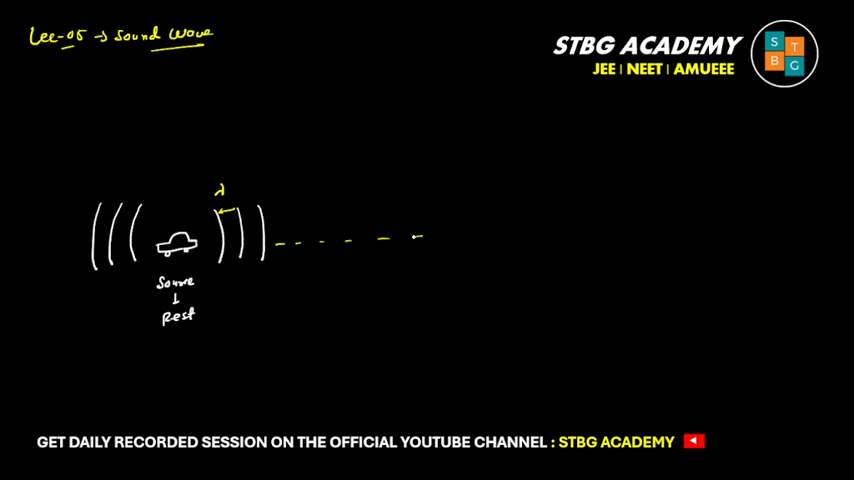 Lec-05 → Sound wave
STBG ACADEMY
JEE | NEET | AMUEEE
S T
B G
λ
Source
↓
Rest
GET DAILY RECORDED SESSION ON THE OFFICIAL YOUTUBE CHANNEL : STBG ACADEMY